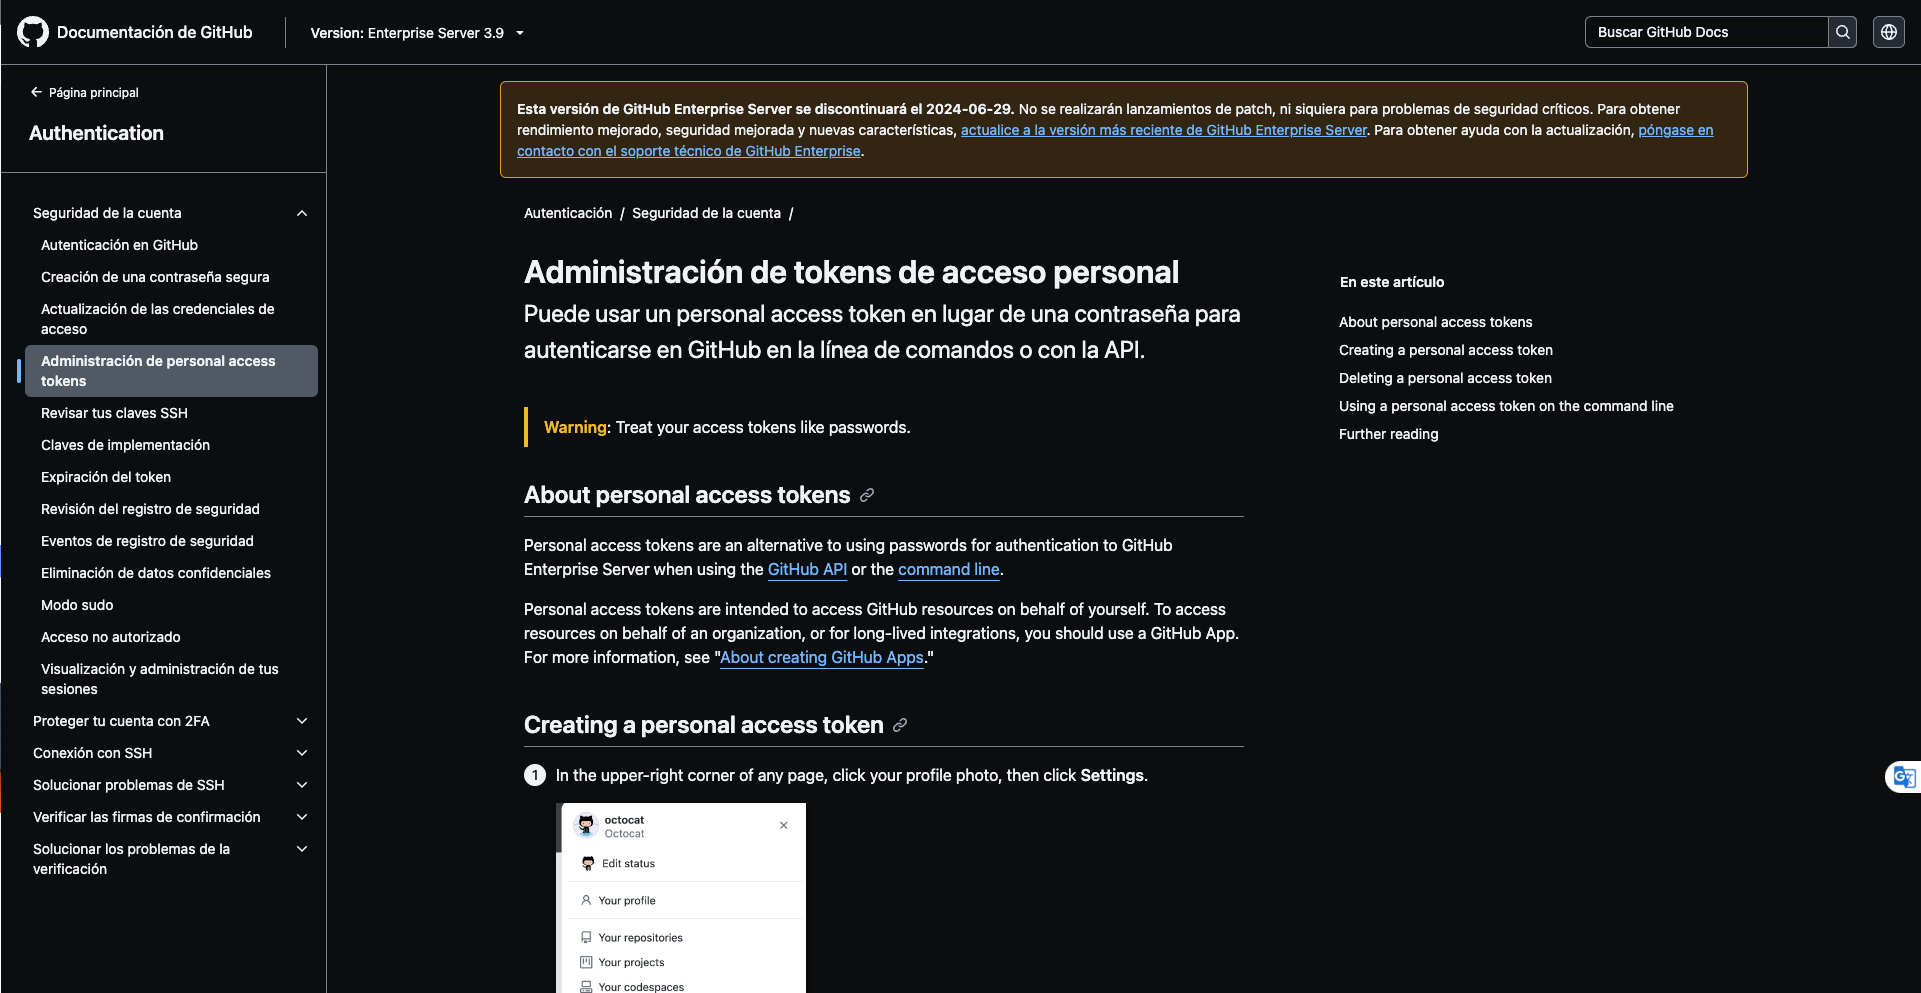 Documentación de GitHub
Version: Enterprise Server 3.9
Buscar GitHub Docs
Página principal
Authentication
Seguridad de la cuenta
Autenticación en GitHub
Creación de una contraseña segura
Actualización de las credenciales de
acceso
Administración de personal access
tokens
Revisar tus claves SSH
Claves de implementación
Expiración del token
Revisión del registro de seguridad
Eventos de registro de seguridad
Eliminación de datos confidenciales
Modo sudo
Acceso no autorizado
Visualización y administración de tus
sesiones
Proteger tu cuenta con 2FA
Conexión con SSH
Solucionar problemas de SSH
Verificar las firmas de confirmación
Solucionar los problemas de la
verificación
Esta versión de GitHub Enterprise Server se discontinuará el 2024-06-29. No se realizarán lanzamientos de patch, ni siquiera para problemas de seguridad críticos. Para obtener
rendimiento mejorado, seguridad mejorada y nuevas características, actualice a la versión más reciente de GitHub Enterprise Server. Para obtener ayuda con la actualización, póngase en
contacto con el soporte técnico de GitHub Enterprise.
Autenticación / Seguridad de la cuenta /
Administración de tokens de acceso personal
Puede usar un personal access token en lugar de una contraseña para
autenticarse en GitHub en la línea de comandos o con la API.
Warning: Treat your access tokens like passwords.
About personal access tokens
Personal access tokens are an alternative to using passwords for authentication to GitHub
Enterprise Server when using the GitHub API or the command line.
Personal access tokens are intended to access GitHub resources on behalf of yourself. To access
resources on behalf of an organization, or for long-lived integrations, you should use a GitHub App.
For more information, see "About creating GitHub Apps."
Creating a personal access token
1 In the upper-right corner of any page, click your profile photo, then click Settings.
octocat
Octocat
Edit status
Your profile
Your repositories
Your projects
Your codespaces
En este artículo
About personal access tokens
Creating a personal access token
Deleting a personal access token
Using a personal access token on the command line
Further reading